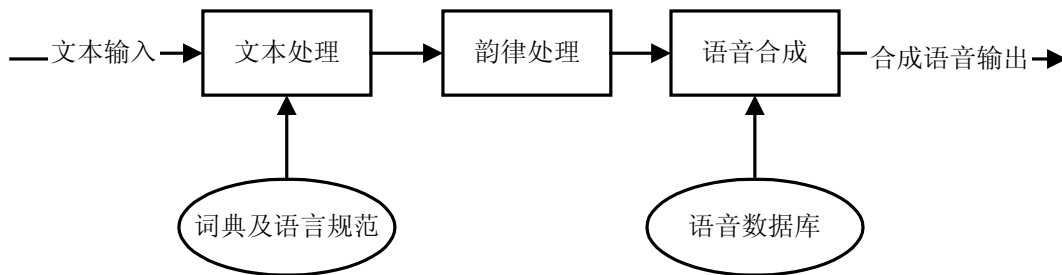 文本输入
文本处理
韵律处理
语音合成
合成语音输出
词典及语言规范
语音数据库